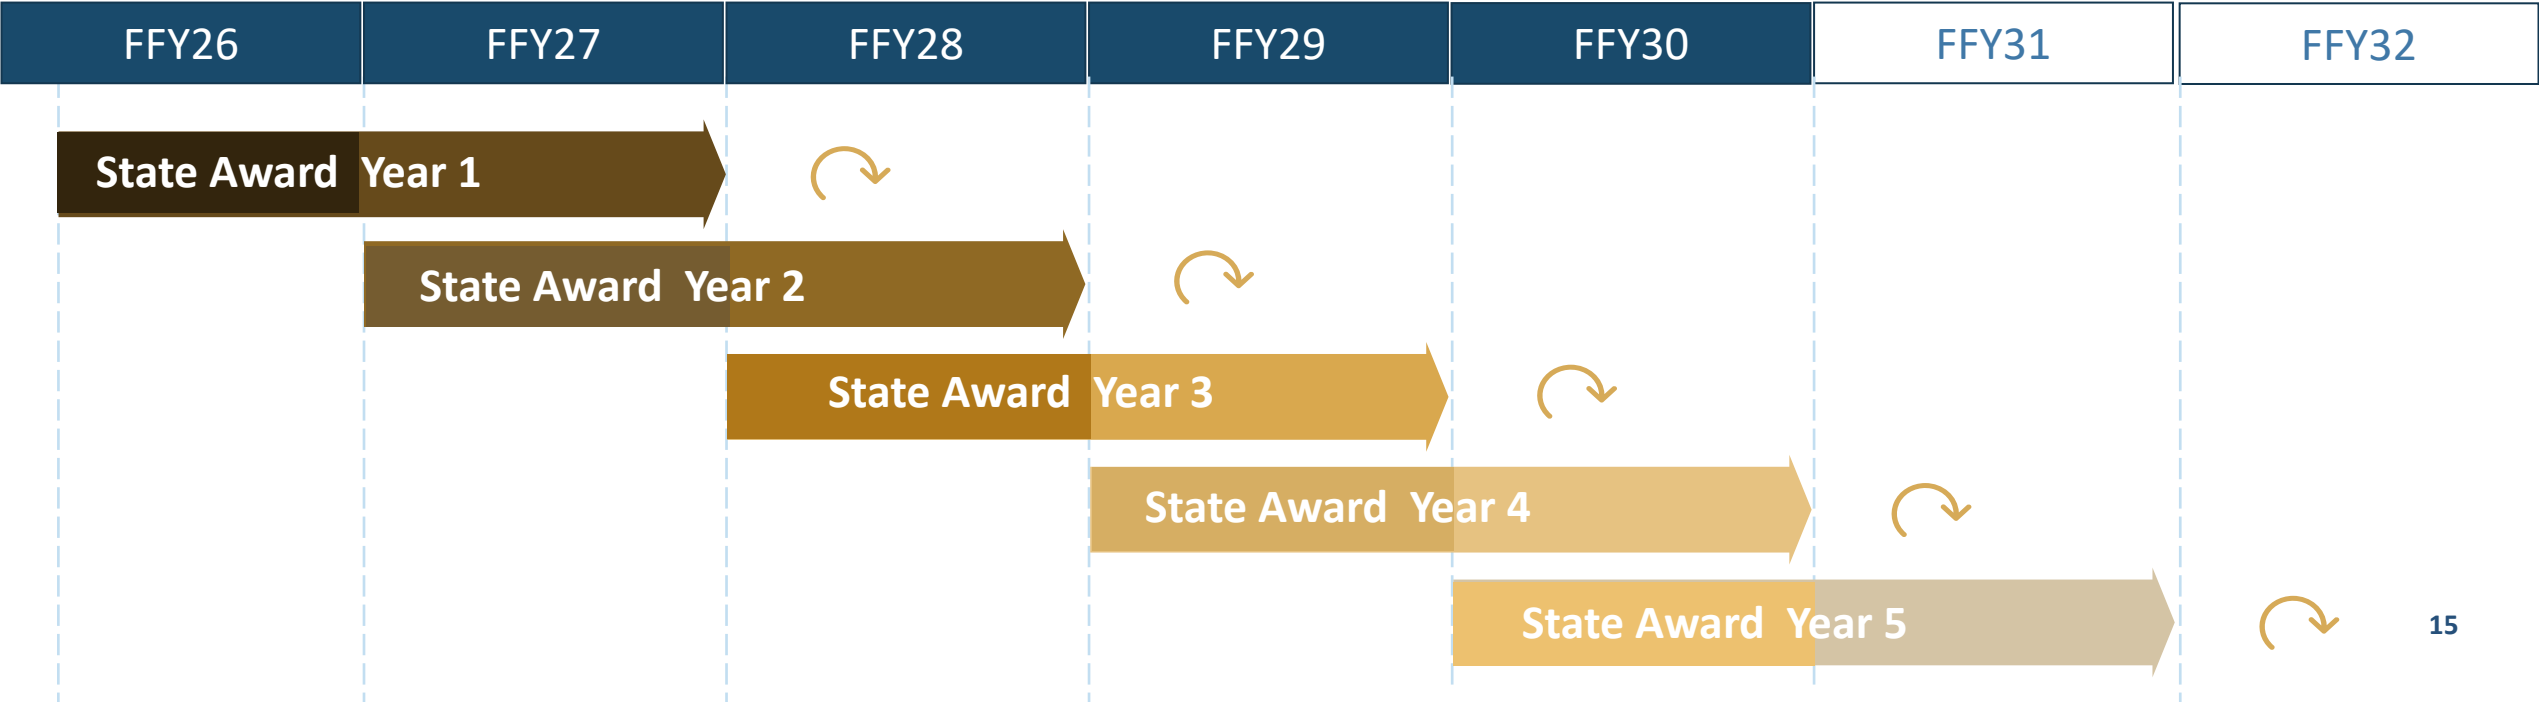 FFY26 FFY27 FFY28 FFY29 FFY30 FFY31 FFY32
State Award Year 1
State Award Year 2
State Award Year 3
State Award Year 4
State Award Year 5
15